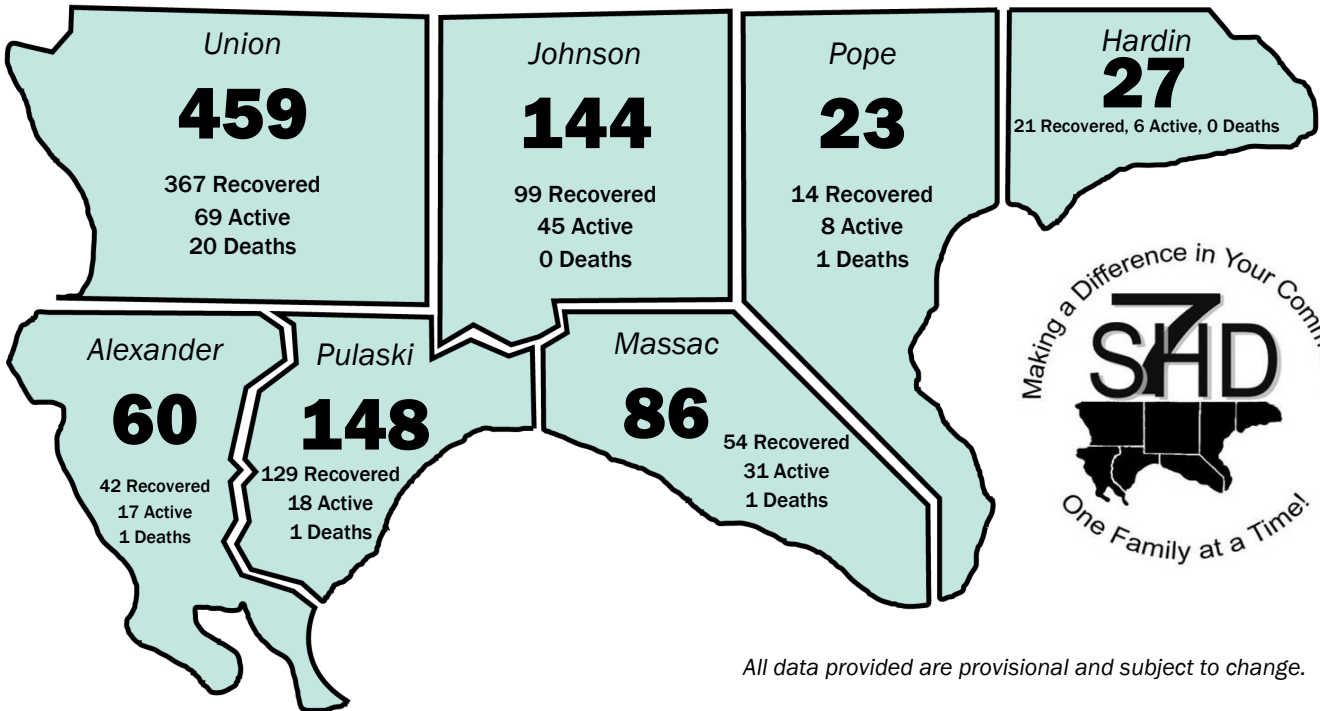 Union
459
367 Recovered
69 Active
20 Deaths
Johnson
144
99 Recovered
45 Active
0 Deaths
Pope
23
14 Recovered
8 Active
1 Deaths
Hardin
27
21 Recovered, 6 Active, 0 Deaths
Alexander
60
42 Recovered
17 Active
1 Deaths
Pulaski
148
129 Recovered
18 Active
1 Deaths
Massac
86
54 Recovered
31 Active
1 Deaths
Making a Difference in Your Comm
S7HD
One Family at a Time!
All data provided are provisional and subject to change.